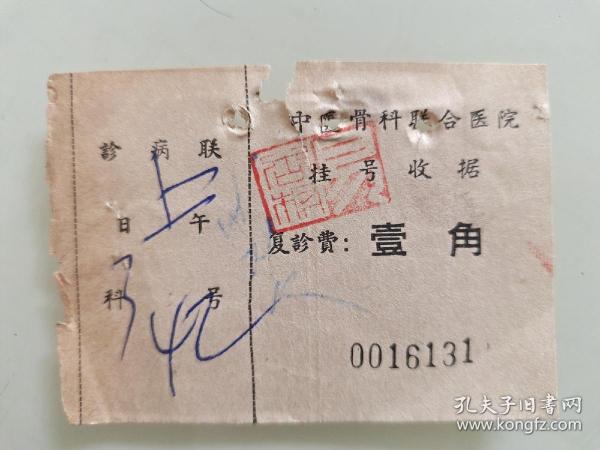 中医骨科联合医院
挂号收据
复診費：壹角
0016131
診病联
日上午
科号
孔夫子旧书网
www.kongfz.com